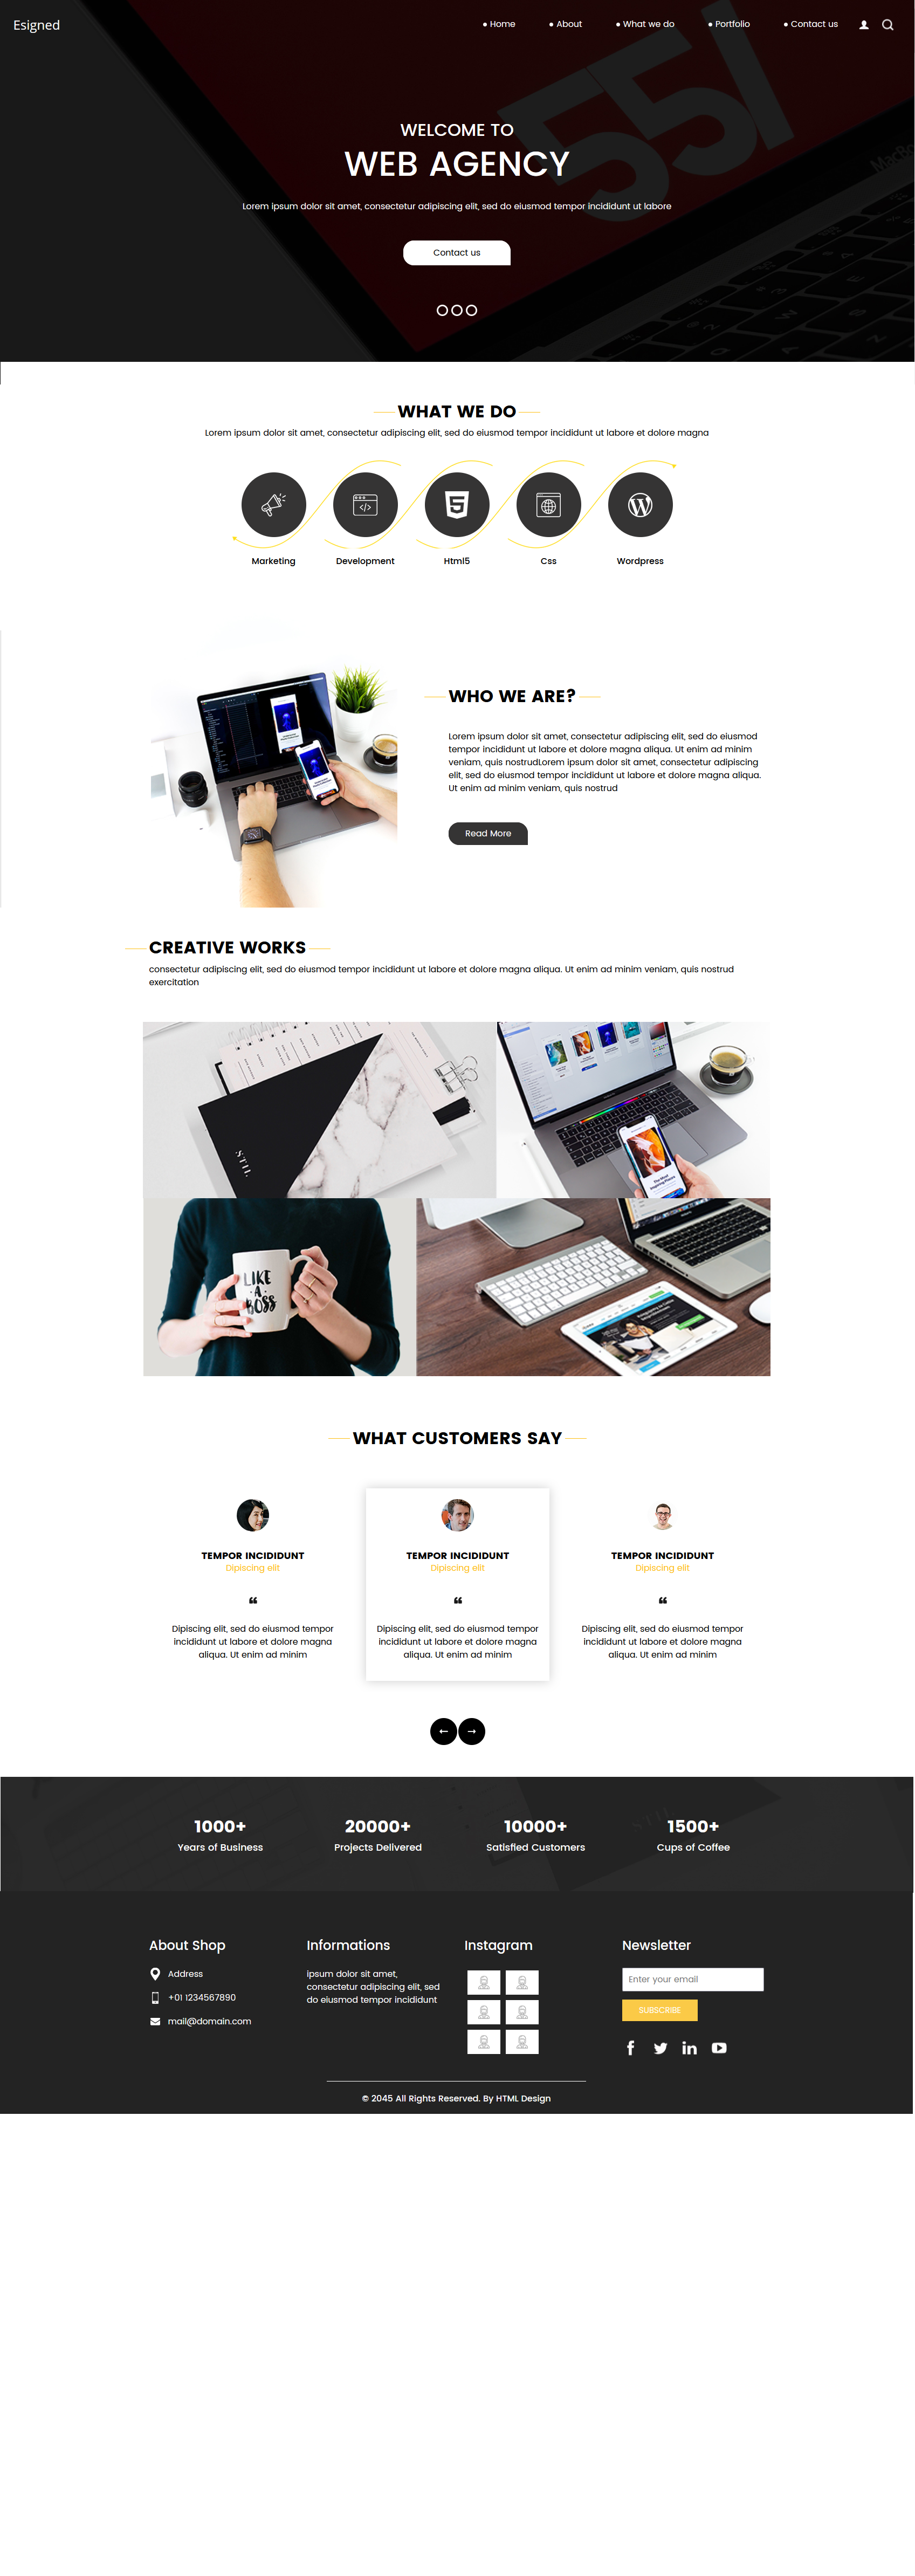 Esigned
Home
About
What we do
Portfolio
Contact us
55/
MacBo
WELCOME TO
WEB AGENCY
Lorem ipsum dolor sit amet, consectetur adipiscing elit, sed do eiusmod tempor incididunt ut labore
Contact us
WHAT WE DO
Lorem ipsum dolor sit amet, consectetur adipiscing elit, sed do eiusmod tempor incididunt ut labore et dolore magna
Marketing
Development
Html5
Css
Wordpress
WHO WE ARE?
Lorem ipsum dolor sit amet, consectetur adipiscing elit, sed do eiusmod
tempor incididunt ut labore et dolore magna aliqua. Ut enim ad minim
veniam, quis nostrudLorem ipsum dolor sit amet, consectetur adipiscing
elit, sed do eiusmod tempor incididunt ut labore et dolore magna aliqua.
Ut enim ad minim veniam, quis nostrud
Read More
CREATIVE WORKS
consectetur adipiscing elit, sed do eiusmod tempor incididunt ut labore et dolore magna aliqua. Ut enim ad minim veniam, quis nostrud
exercitation
STIL
LIKE
A
BOSS
WHAT CUSTOMERS SAY
TEMPOR INCIDIDUNT
Dipiscing elit
“
Dipiscing elit, sed do eiusmod tempor
incididunt ut labore et dolore magna
aliqua. Ut enim ad minim
TEMPOR INCIDIDUNT
Dipiscing elit
“
Dipiscing elit, sed do eiusmod tempor
incididunt ut labore et dolore magna
aliqua. Ut enim ad minim
TEMPOR INCIDIDUNT
Dipiscing elit
“
Dipiscing elit, sed do eiusmod tempor
incididunt ut labore et dolore magna
aliqua. Ut enim ad minim
1000+
Years of Business
20000+
Projects Delivered
10000+
Satisfied Customers
1500+
Cups of Coffee
About Shop
Address
+01 1234567890
mail@domain.com
Informations
ipsum dolor sit amet,
consectetur adipiscing elit, sed
do eiusmod tempor incididunt
Instagram
Newsletter
Enter your email
SUBSCRIBE
© 2045 All Rights Reserved. By HTML Design